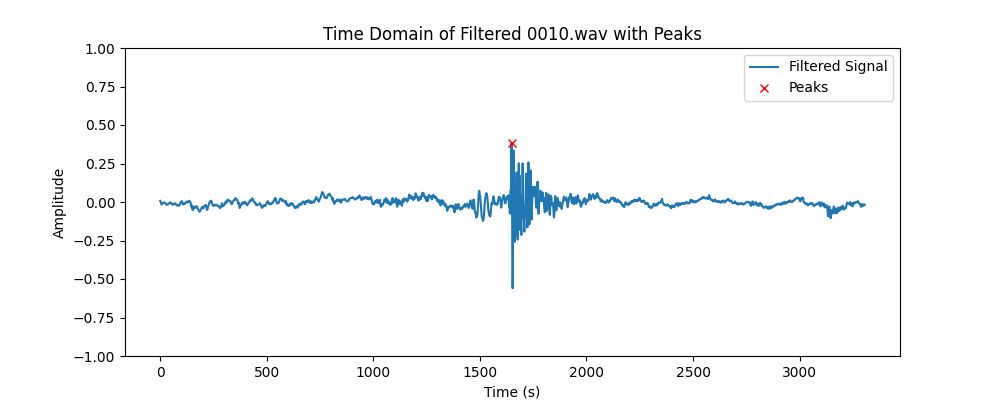 Time Domain of Filtered 0010.wav with Peaks
Filtered Signal
Peaks
1.00
0.75
0.50
0.25
0.00
−0.25
−0.50
−0.75
−1.00
Amplitude
0 500 1000 1500 2000 2500 3000
Time (s)